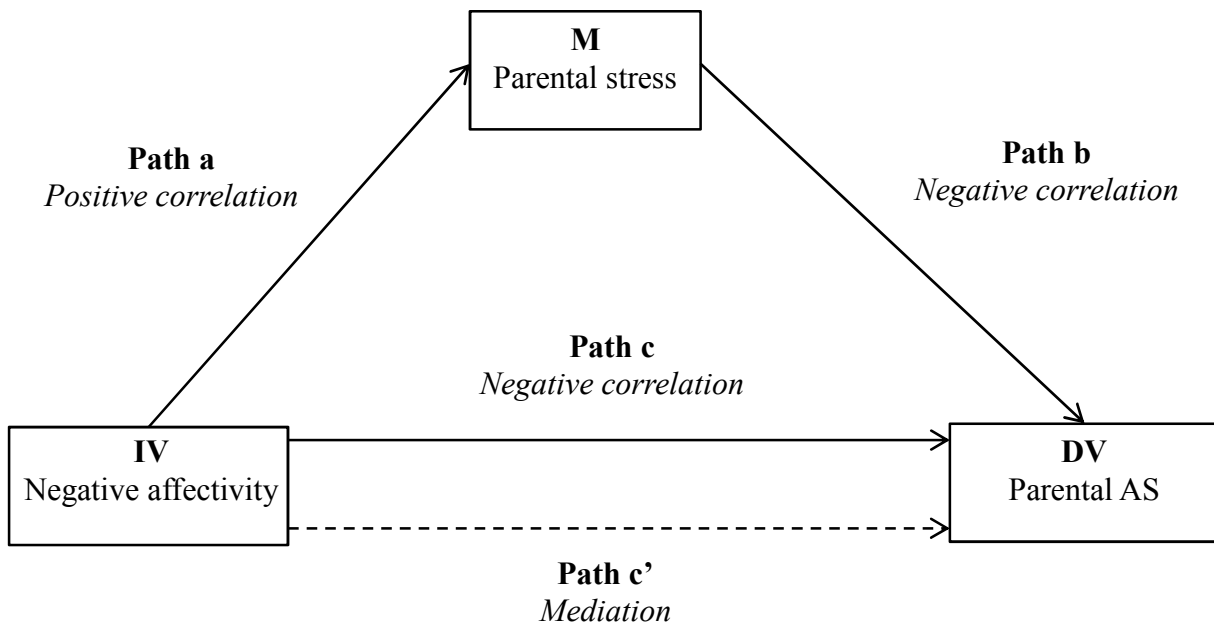 M
Parental stress
Path a
Positive correlation
Path b
Negative correlation
Path c
Negative correlation
IV
Negative affectivity
DV
Parental AS
Path c’
Mediation